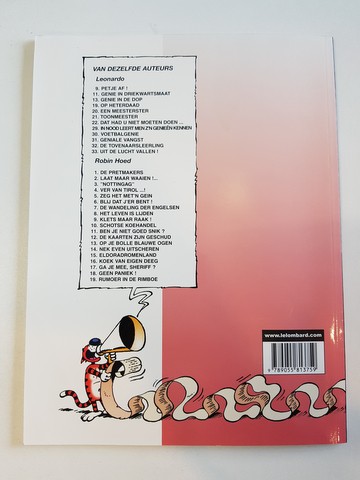 VAN DEZELFDE AUTEURS
Leonardo
9. PETJE AF !
11. GENIE IN DRIEKWARTSMAAT
13. GENIE IN DE DOP
19. OP HETERDAAD
20. EEN MEESTERSTER
21. TOONMEESTER
22. DAT HAD U NIET MOETEN DOEN ...
29. IN NOOD LEERT MEN Z'N GENIEËN KENNEN
30. VOETBALGENIE
31. GENIALE VANGST
32. DE TOVENAARSLEERLING
33. UIT DE LUCHT VALLEN !
Robin Hoed
1. DE PRETMAKERS
2. LAAT MAAR WAAIEN !...
3. "NOTTINGAG"
4. VER VAN TIROL ...!
5. ZEG HET MET'N GEIN
6. BLIJ DAT J'ER BENT !
7. DE WANDELING DER ENGELSEN
8. HET LEVEN IS LIJDEN
9. KLETS MAAR RAAK !
10. SCHOTSE KOEHANDEL
11. BEN JE NIET GOED SNIK ?
12. DE KAARTEN ZIJN GESCHUD
13. OP JE BOLLE BLAUWE OGEN
14. NEK EVEN UITSCHEREN
15. ELDORADROMENLAND
16. KOEK VAN EIGEN DEEG
17. GA JE MEE, SHERIFF ?
18. GEEN PANIEK !
19. RUMOER IN DE RIMBOE
www.lelombard.com
9 789055 813759